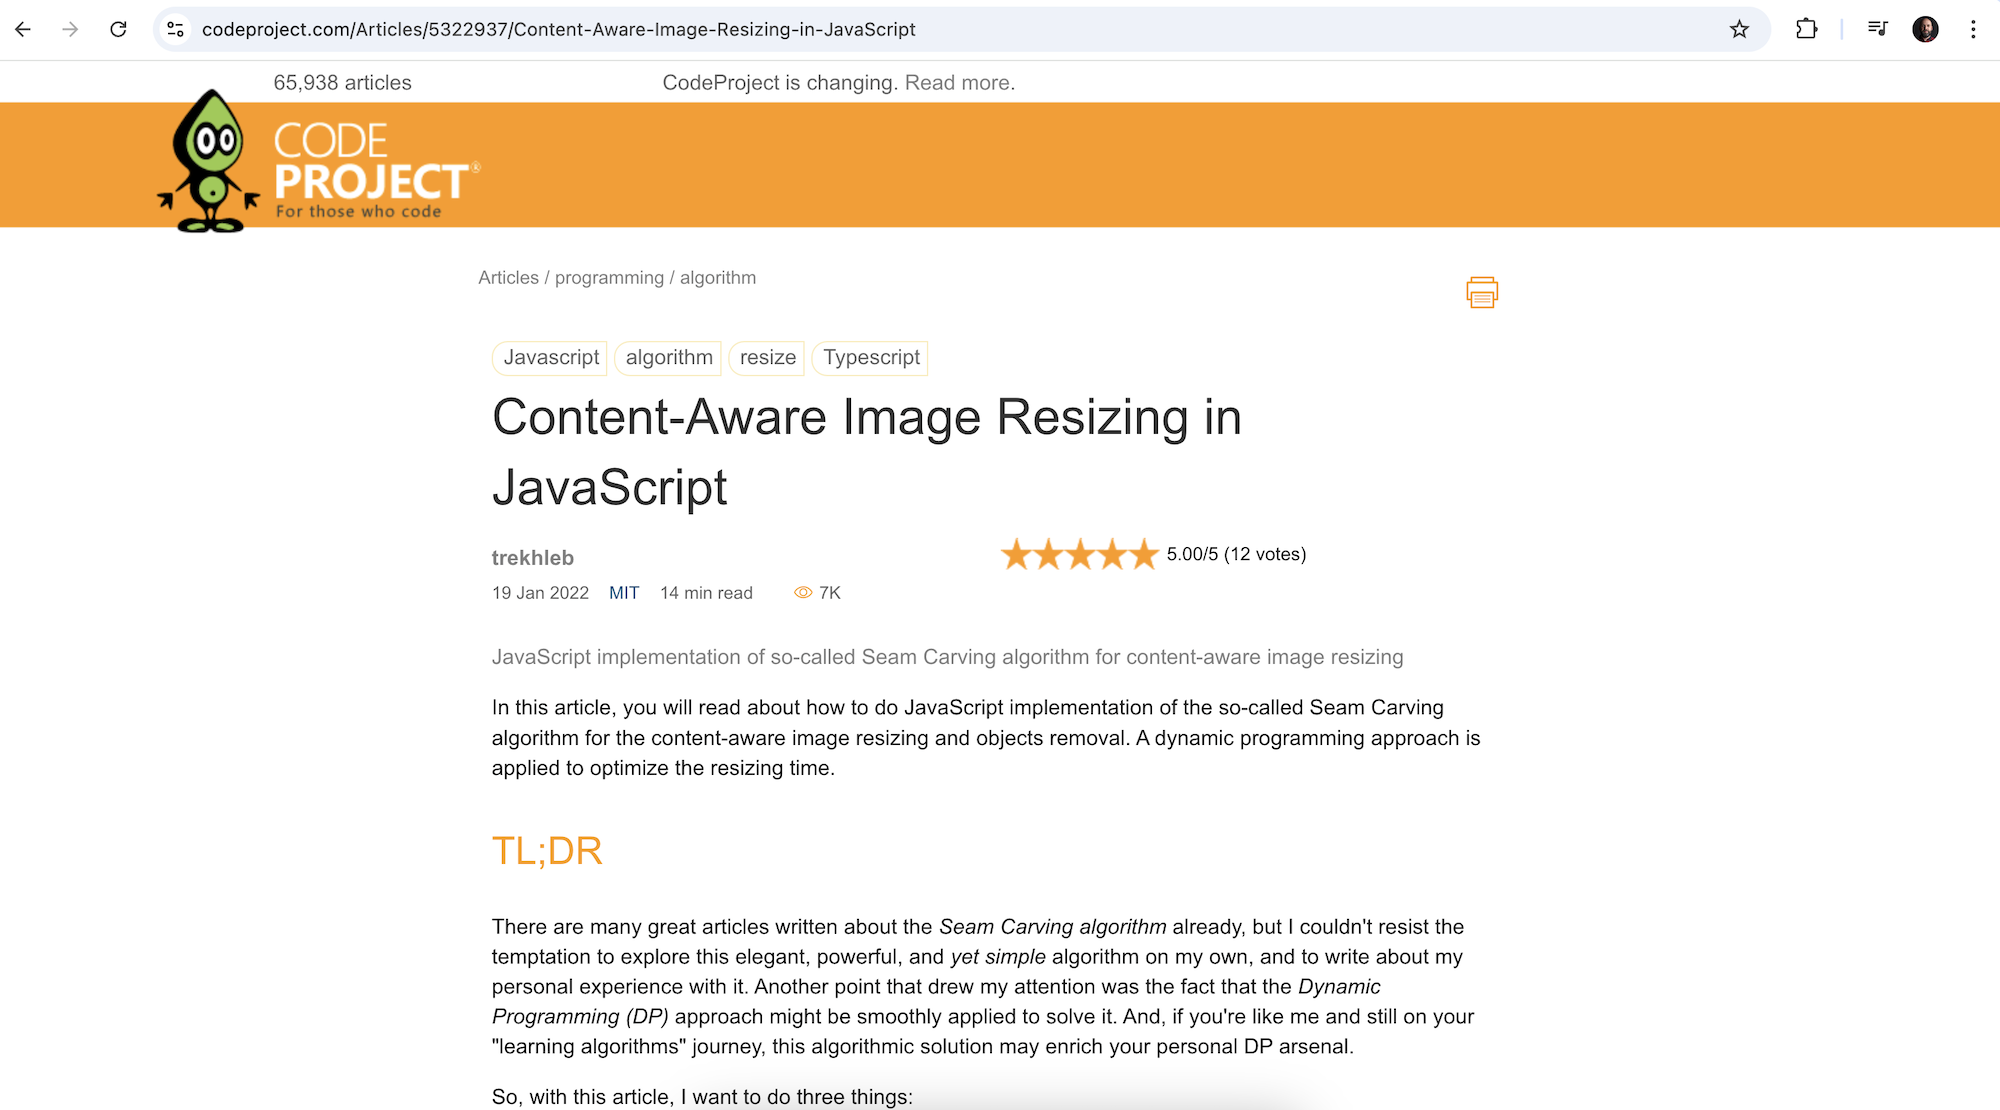 codeproject.com/Articles/5322937/Content-Aware-Image-Resizing-in-JavaScript
65,938 articles
CodeProject is changing. Read more.
CODE
PROJECT®
For those who code
Articles / programming / algorithm
Javascript algorithm resize Typescript
Content-Aware Image Resizing in
JavaScript
trekhleb
5.00/5 (12 votes)
19 Jan 2022 MIT 14 min read 7K
JavaScript implementation of so-called Seam Carving algorithm for content-aware image resizing
In this article, you will read about how to do JavaScript implementation of the so-called Seam Carving
algorithm for the content-aware image resizing and objects removal. A dynamic programming approach is
applied to optimize the resizing time.
TL;DR
There are many great articles written about the Seam Carving algorithm already, but I couldn't resist the
temptation to explore this elegant, powerful, and yet simple algorithm on my own, and to write about my
personal experience with it. Another point that drew my attention was the fact that the Dynamic
Programming (DP) approach might be smoothly applied to solve it. And, if you're like me and still on your
"learning algorithms" journey, this algorithmic solution may enrich your personal DP arsenal.
So, with this article, I want to do three things: